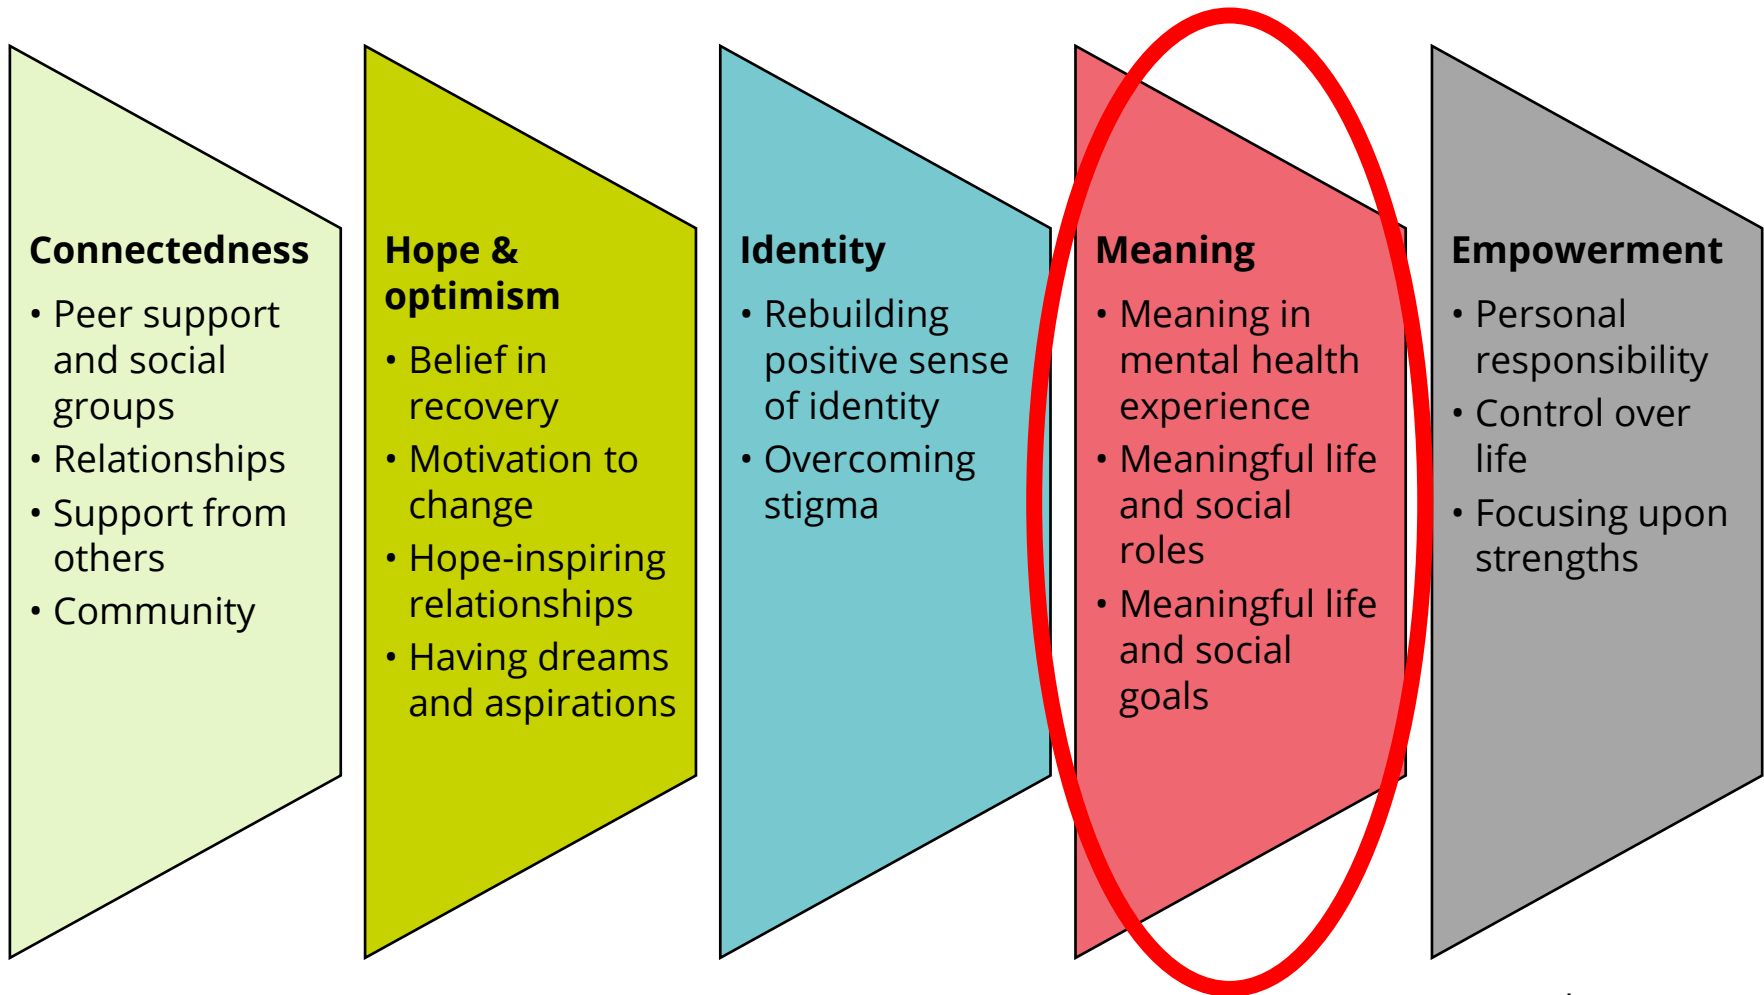 Connectedness
• Peer support
and social
groups
• Relationships
• Support from
others
• Community
Hope &
optimism
• Belief in
recovery
• Motivation to
change
• Hope-inspiring
relationships
• Having dreams
and aspirations
Identity
• Rebuilding
positive sense
of identity
• Overcoming
stigma
Meaning
• Meaning in
mental health
experience
• Meaningful life
and social
roles
• Meaningful life
and social
goals
Empowerment
• Personal
responsibility
• Control over
life
• Focusing upon
strengths